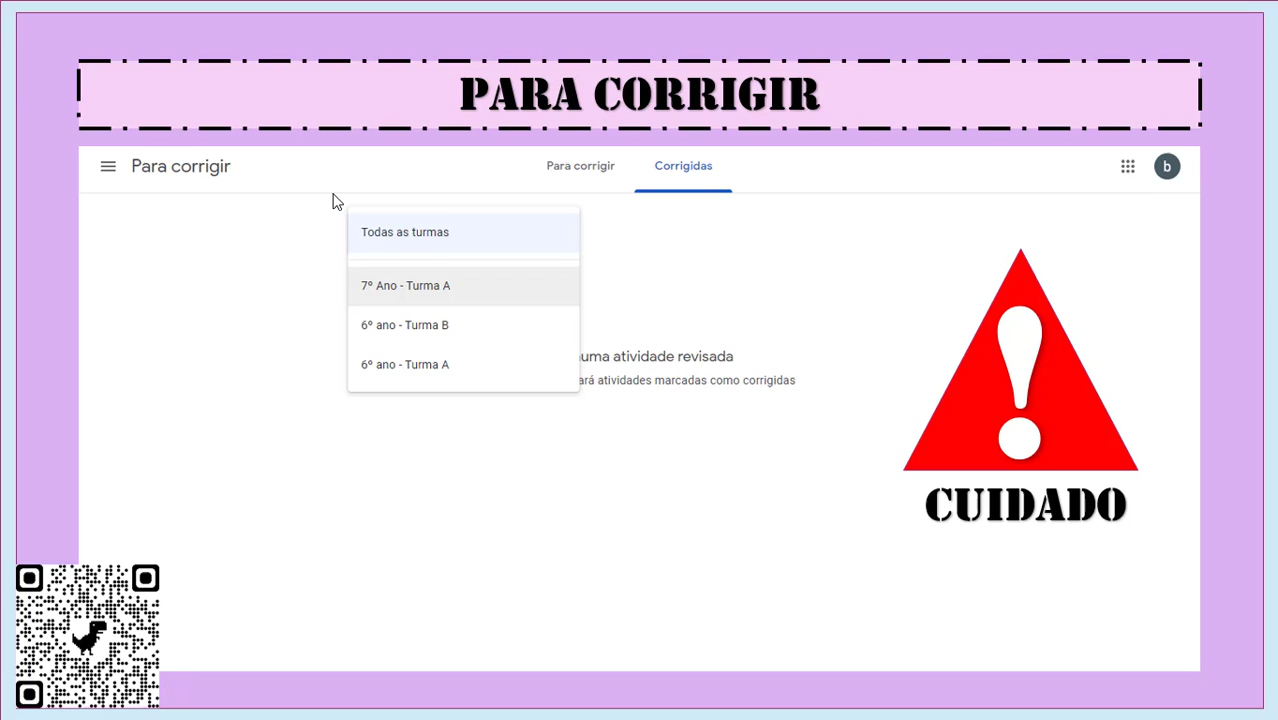 PARA CORRIGIR
Para corrigir
Para corrigir
Corrigidas
b
Todas as turmas
7º Ano - Turma A
6º ano - Turma B
6º ano - Turma A
uma atividade revisada
ará atividades marcadas como corrigidas
!
CUIDADO